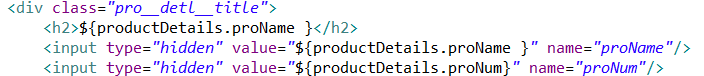 <div class="pro__detl__title">
<h2>${productDetails.proName }</h2>
<input type="hidden" value="${productDetails.proName }" name="proName"/>
<input type="hidden" value="${productDetails.proNum}" name="proNum"/>